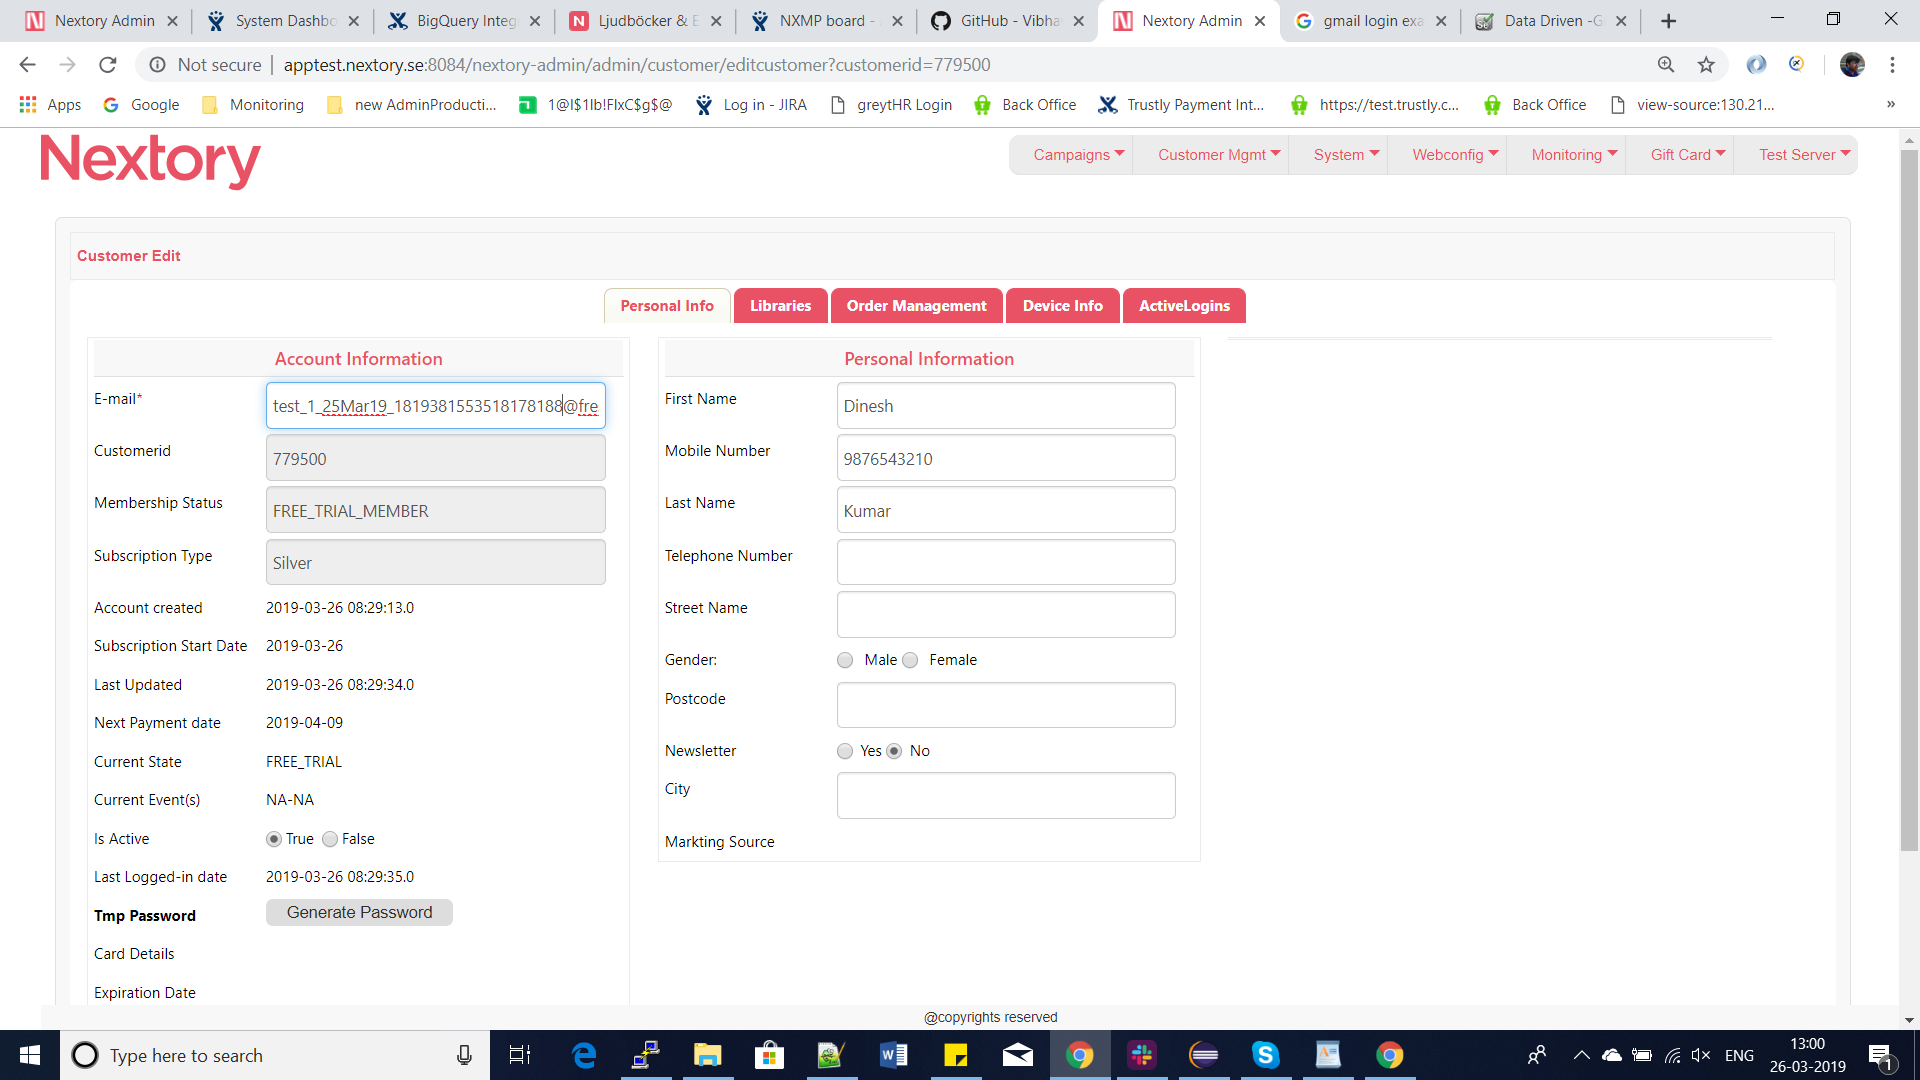 Nextory Admin
System Dashbo
BigQuery Integ
Ljudböcker & E
NXMP board -
GitHub - Vibha
Nextory Admin
gmail login exa
Data Driven -G
Not secure | apptest.nextory.se:8084/nextory-admin/admin/customer/editcustomer?customerid=779500
Apps
Google
Monitoring
new AdminProducti...
1@I$1Ib!FIxC$g$@
Log in - JIRA
greytHR Login
Back Office
Trustly Payment Int...
https://test.trustly.c...
Back Office
view-source:130.21...
»
Nextory
Campaigns
Customer Mgmt
System
Webconfig
Monitoring
Gift Card
Test Server
Customer Edit
Personal Info
Libraries
Order Management
Device Info
ActiveLogins
Account Information
E-mail* test_1_25Mar19_1819381553518178188@fre
Customerid 779500
Membership Status FREE_TRIAL_MEMBER
Subscription Type Silver
Account created 2019-03-26 08:29:13.0
Subscription Start Date 2019-03-26
Last Updated 2019-03-26 08:29:34.0
Next Payment date 2019-04-09
Current State FREE_TRIAL
Current Event(s) NA-NA
Is Active True False
Last Logged-in date 2019-03-26 08:29:35.0
Tmp Password Generate Password
Card Details
Expiration Date
Personal Information
First Name Dinesh
Mobile Number 9876543210
Last Name Kumar
Telephone Number
Street Name
Gender: Male Female
Postcode
Newsletter Yes No
City
Markting Source
@copyrights reserved
Type here to search
ENG
13:00
26-03-2019
1